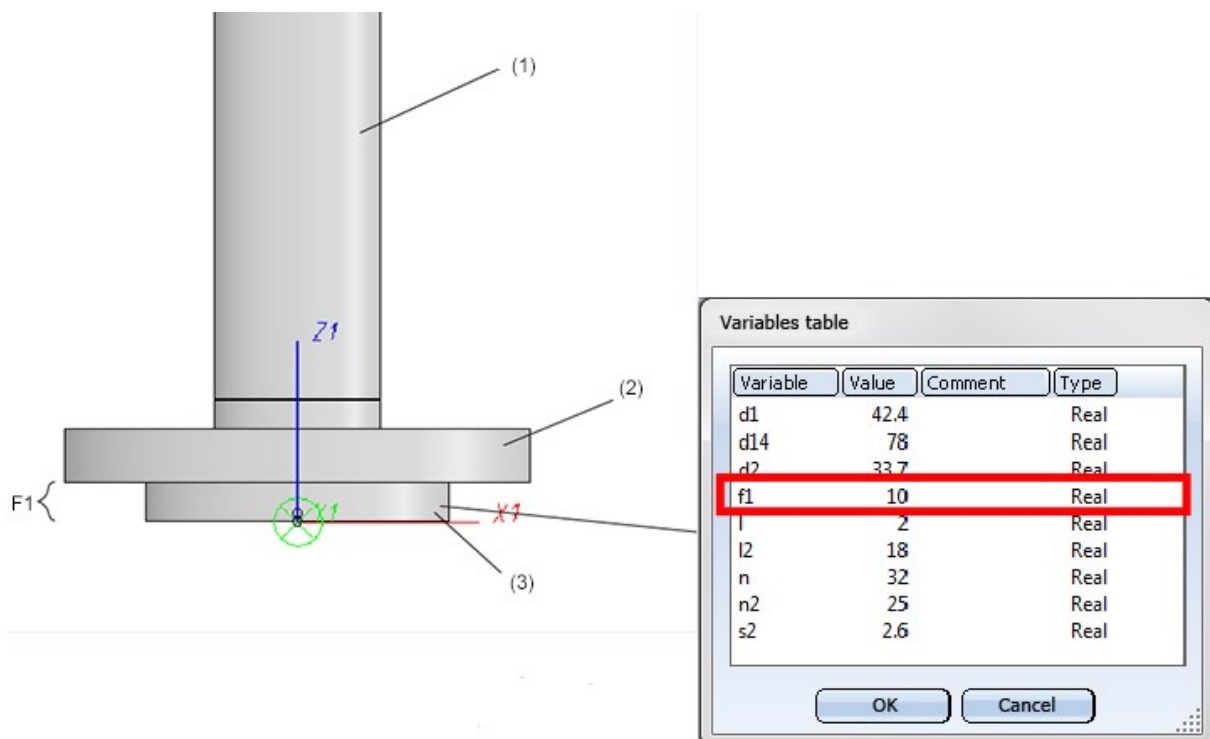 (1)
Z1
(2)
F1
Y1
X1
(3)
Variables table
Variable Value Comment Type
d1 42.4 Real
d14 78 Real
d2 33.7 Real
f1 10 Real
l 2 Real
l2 18 Real
n 32 Real
n2 25 Real
s2 2.6 Real
OK Cancel